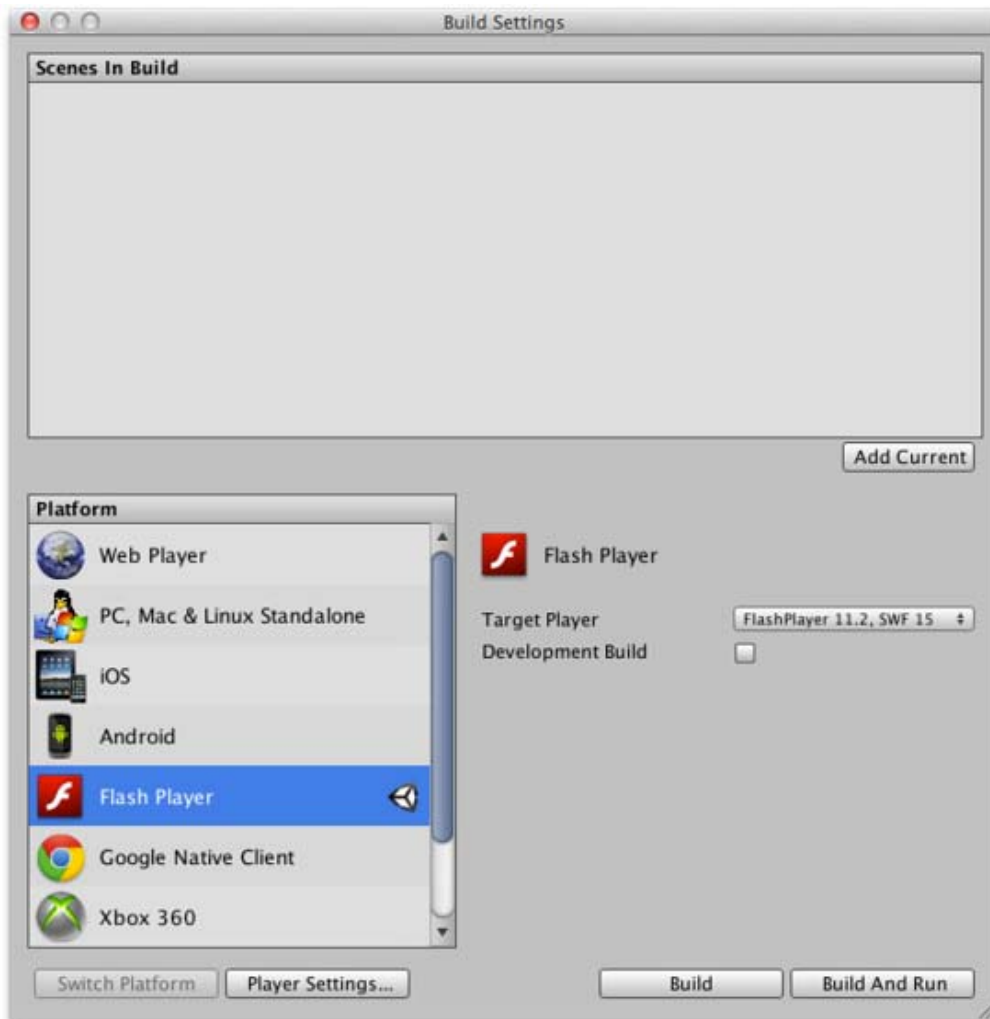 Build Settings
Scenes In Build
Add Current
Platform
Web Player
PC, Mac & Linux Standalone
iOS
Android
Flash Player
Google Native Client
Xbox 360
Flash Player
Target Player FlashPlayer 11.2, SWF 15
Development Build
Switch Platform Player Settings... Build Build And Run